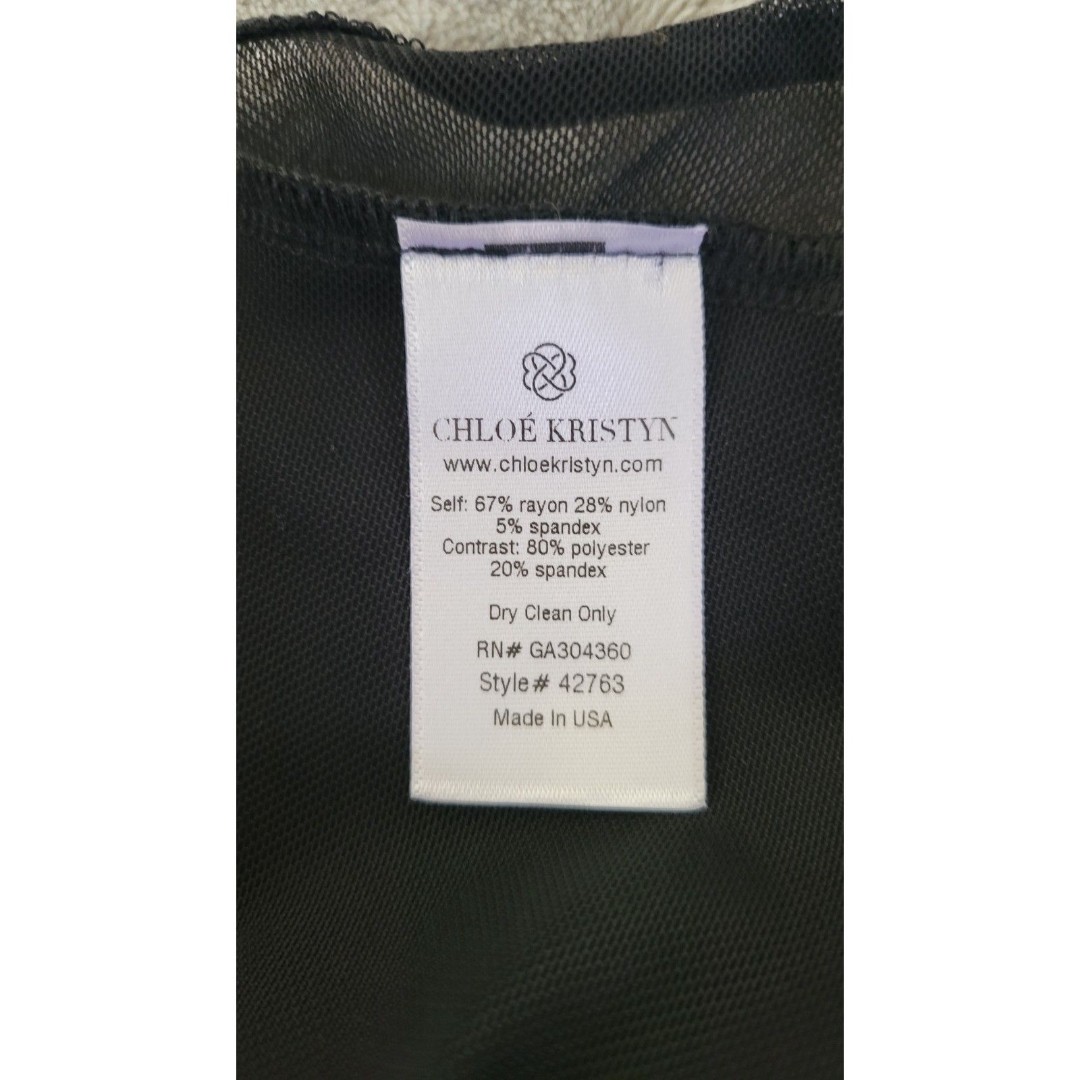 CHLOÉ KRISTYN
www.chloekristyn.com
Self: 67% rayon 28% nylon
5% spandex
Contrast: 80% polyester
20% spandex
Dry Clean Only
RN# GA304360
Style# 42763
Made In USA